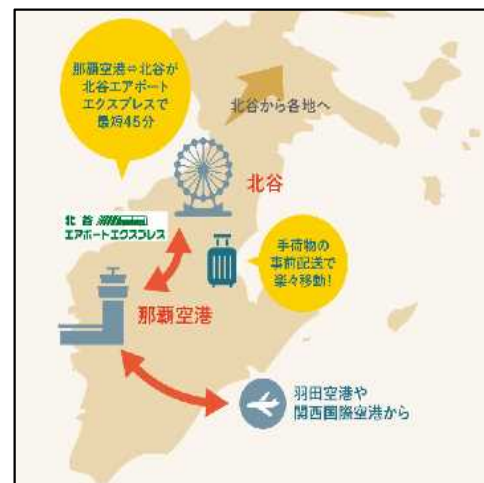 那覇空港⇔北谷が
北谷エアポート
エクスプレスで
最短45分
北谷から各地へ
北谷
北谷
エアポートエクスプレス
手荷物の
事前配送で
楽々移動!
那覇空港
羽田空港や
関西国際空港から